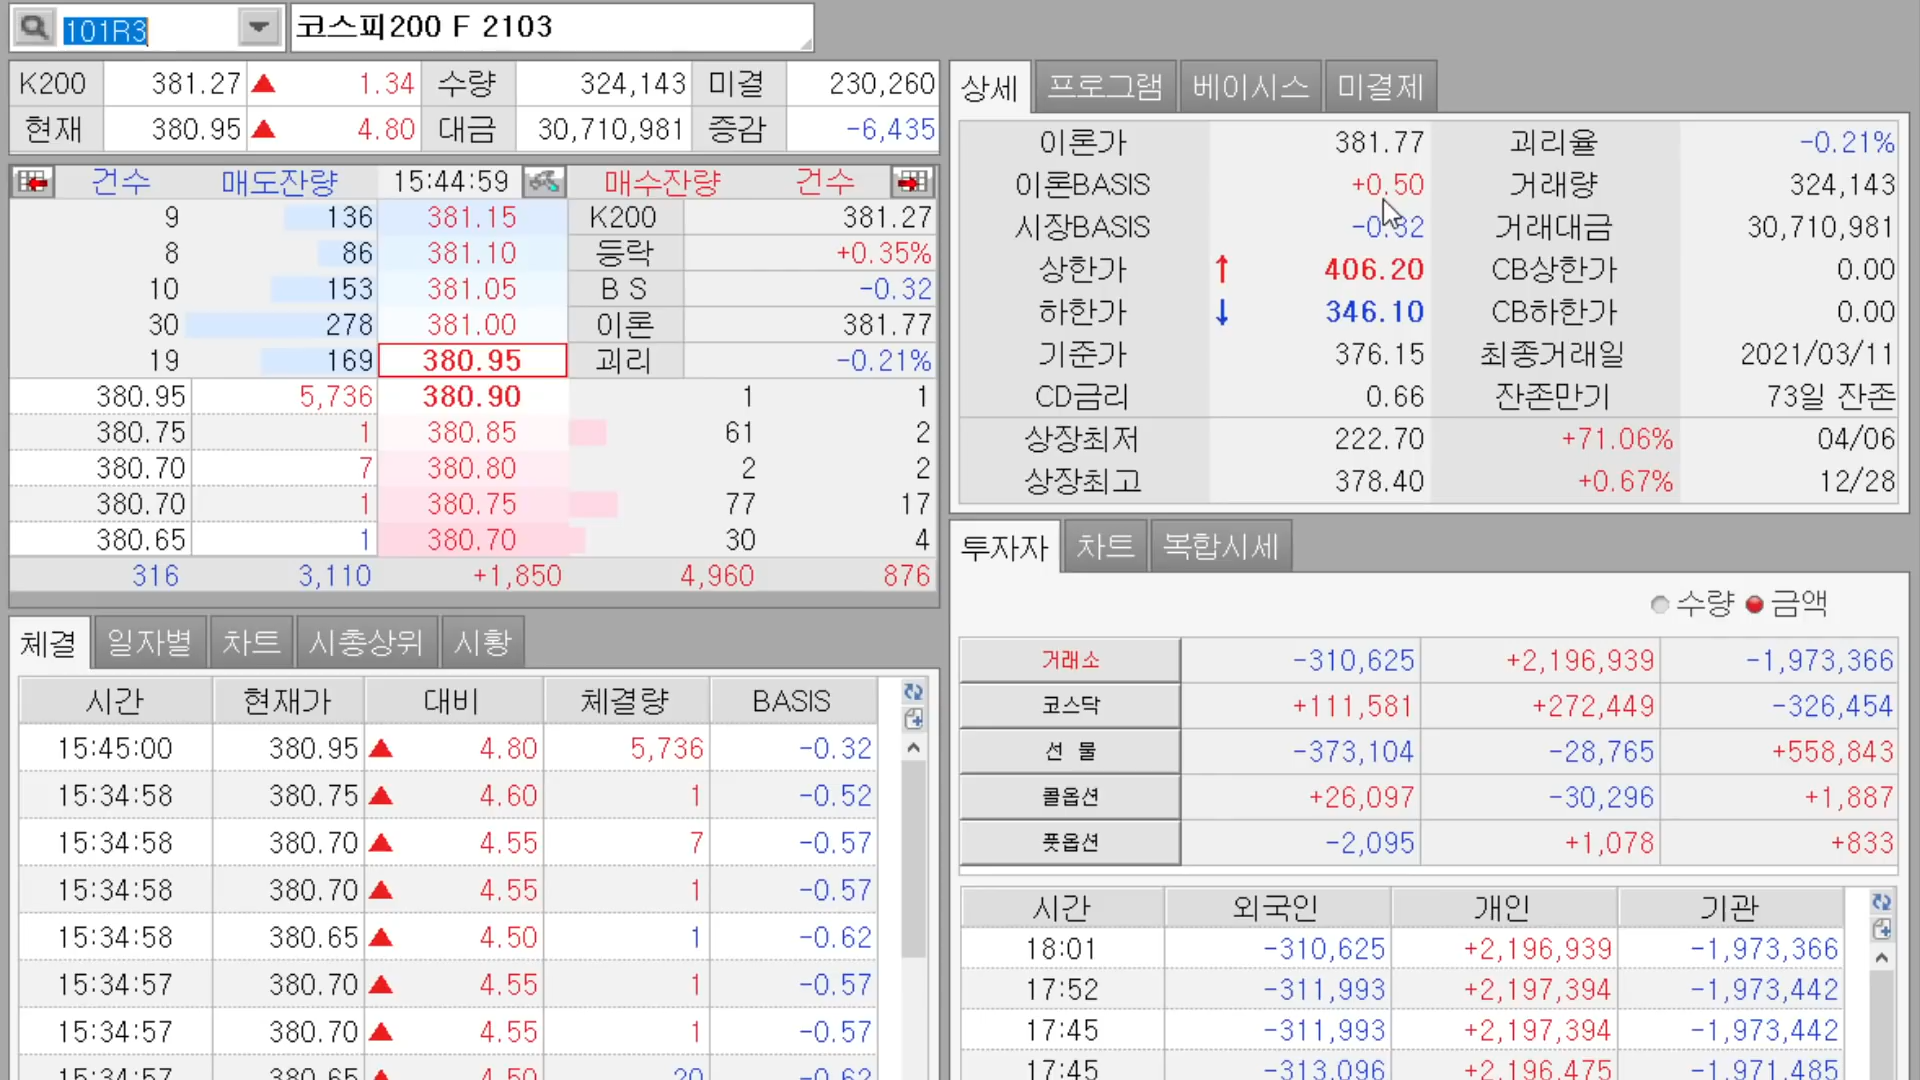 101R3 코스피200 F 2103
K200 381.27 ▲ 1.34 수량 324,143 미결 230,260
현재 380.95 ▲ 4.80 대금 30,710,981 증감 -6,435
건수 매도잔량 15:44:59 매수잔량 건수
9 136 381.15 K200 381.27
8 86 381.10 등락 +0.35%
10 153 381.05 B S -0.32
30 278 381.00 이론 381.77
19 169 380.95 괴리 -0.21%
380.95 5,736 380.90 1 1
380.75 1 380.85 61 2
380.70 7 380.80 2 2
380.70 1 380.75 77 17
380.65 1 380.70 30 4
316 3,110 +1,850 4,960 876
체결 일자별 차트 시총상위 시황
시간 현재가 대비 체결량 BASIS
15:45:00 380.95 ▲ 4.80 5,736 -0.32
15:34:58 380.75 ▲ 4.60 1 -0.52
15:34:58 380.70 ▲ 4.55 7 -0.57
15:34:58 380.70 ▲ 4.55 1 -0.57
15:34:58 380.65 ▲ 4.50 1 -0.62
15:34:57 380.70 ▲ 4.55 1 -0.57
15:34:57 380.70 ▲ 4.55 1 -0.57
15:34:57 380.65 ▲ 4.50 20 -0.62
상세 프로그램 베이시스 미결제
이론가 381.77 괴리율 -0.21%
이론BASIS +0.50 거래량 324,143
시장BASIS -0.32 거래대금 30,710,981
상한가 ↑ 406.20 CB상한가 0.00
하한가 ↓ 346.10 CB하한가 0.00
기준가 376.15 최종거래일 2021/03/11
CD금리 0.66 잔존만기 73일 잔존
상장최저 222.70 +71.06% 04/06
상장최고 378.40 +0.67% 12/28
투자자 차트 복합시세
수량 금액
거래소 -310,625 +2,196,939 -1,973,366
코스닥 +111,581 +272,449 -326,454
선 물 -373,104 -28,765 +558,843
콜옵션 +26,097 -30,296 +1,887
풋옵션 -2,095 +1,078 +833
시간 외국인 개인 기관
18:01 -310,625 +2,196,939 -1,973,366
17:52 -311,993 +2,197,394 -1,973,442
17:45 -311,993 +2,197,394 -1,973,442
17:45 -313,096 +2,196,475 -1,971,485